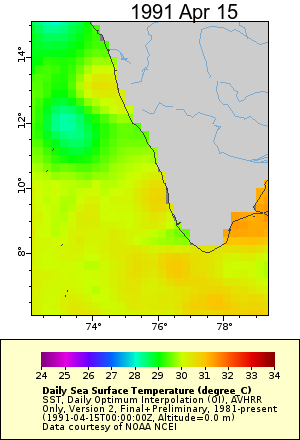 1991 Apr 15
14°
12°
10°
8°
74°
76°
78°
24 25 26 27 28 29 30 31 32 33 34
Daily Sea Surface Temperature (degree_C)
SST, Daily Optimum Interpolation (OI), AVHRR
Only, Version 2, Final+Preliminary, 1981-present
(1991-04-15T00:00:00Z, Altitude=0.0 m)
Data courtesy of NOAA NCEI